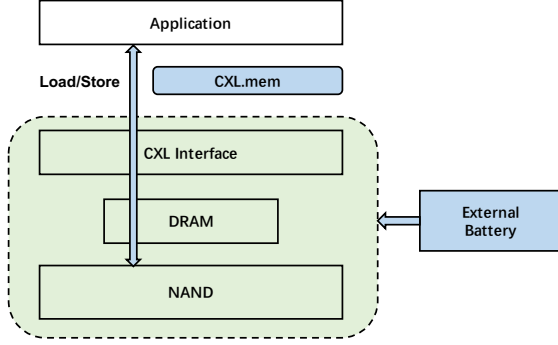 Application
Load/Store
CXL.mem
CXL Interface
DRAM
External
Battery
NAND